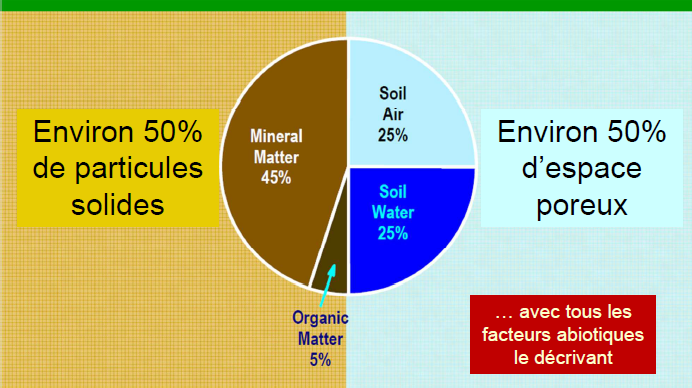 Environ 50%
de particules
solides
Mineral
Matter
45%
Soil
Air
25%
Soil
Water
25%
Organic
Matter
5%
Environ 50%
d’espace
poreux
… avec tous les
facteurs abiotiques
le décrivant